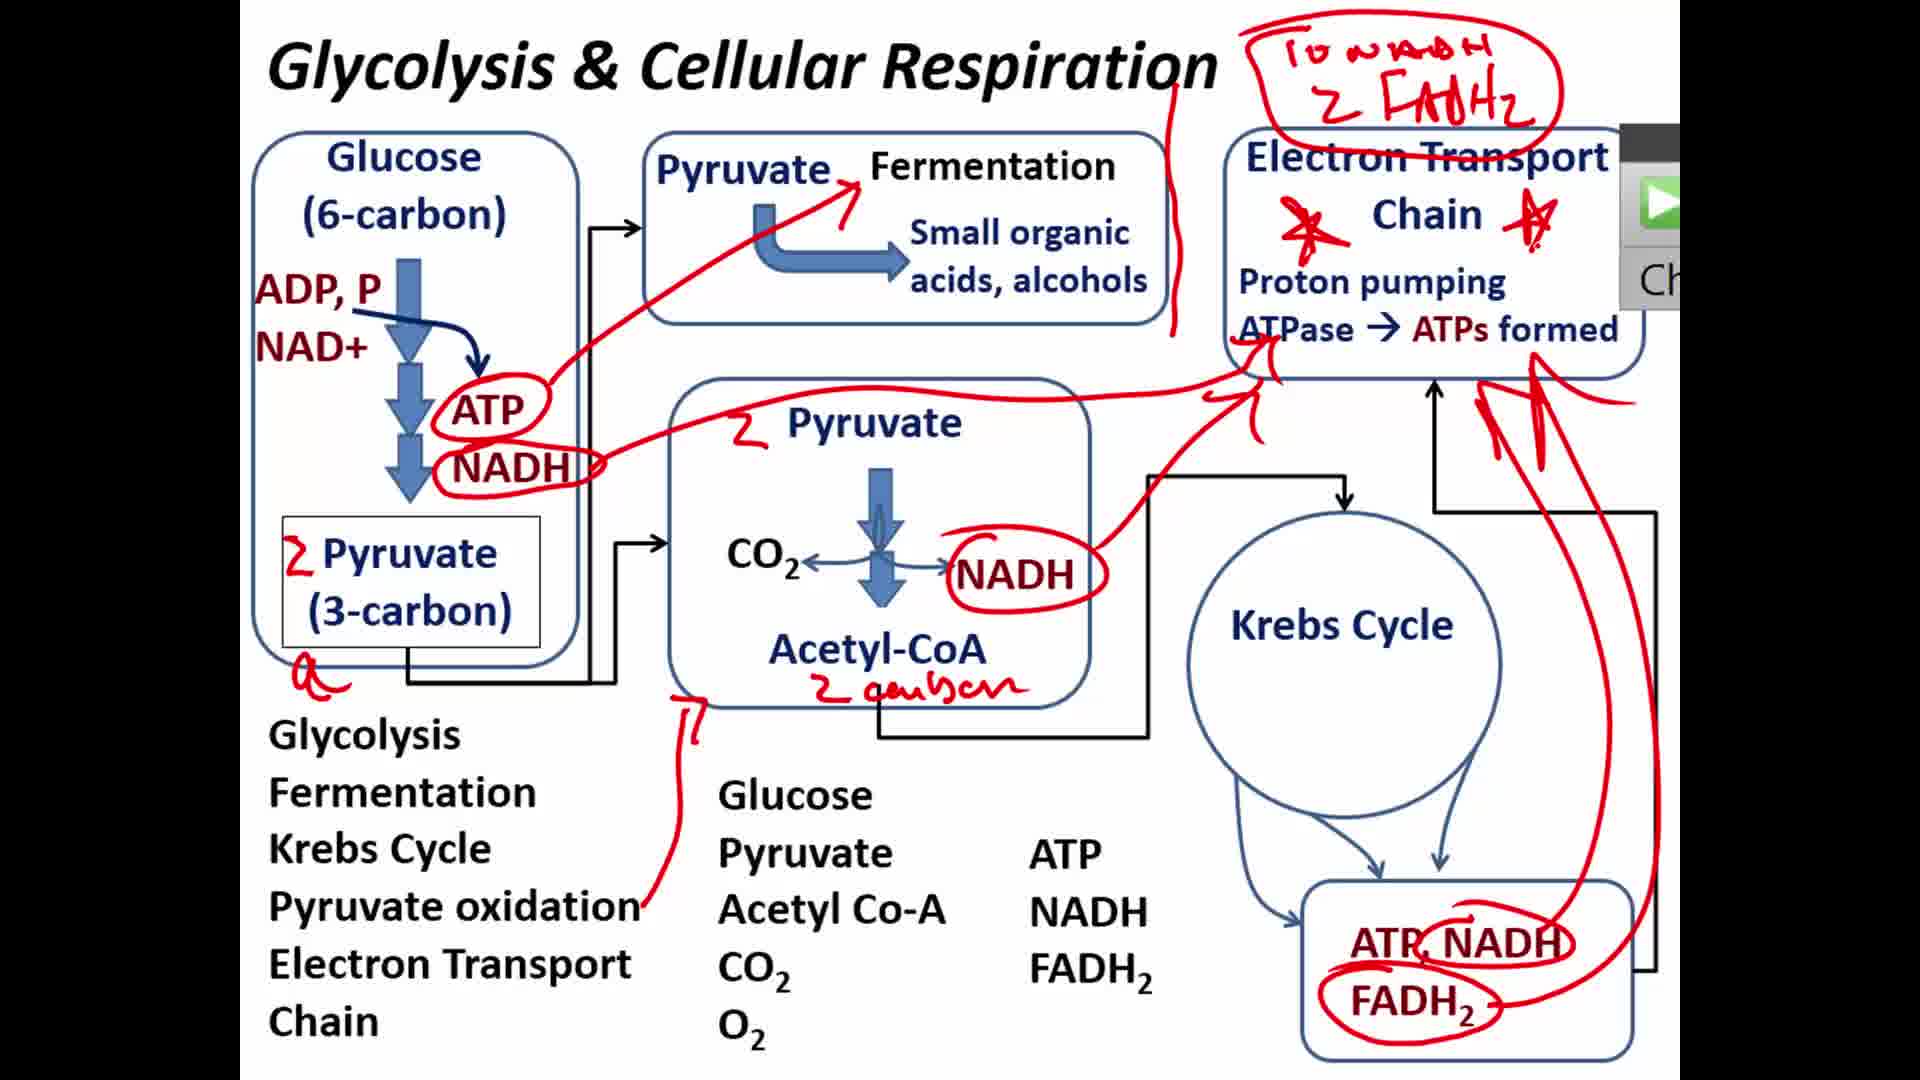 Glycolysis & Cellular Respiration
10 NADH
2 FADH2
Glucose
(6-carbon)
ADP, P
NAD+
ATP
NADH
2 Pyruvate
(3-carbon)
Pyruvate
Fermentation
Small organic
acids, alcohols
2 Pyruvate
CO2
NADH
Acetyl-CoA
2 carbon
Electron Transport
Chain
Proton pumping
ATPase → ATPs formed
Ch
Krebs Cycle
ATP, NADH
FADH2
Glycolysis
Fermentation
Krebs Cycle
Pyruvate oxidation
Electron Transport
Chain
Glucose
Pyruvate
Acetyl Co-A
CO2
O2
ATP
NADH
FADH2